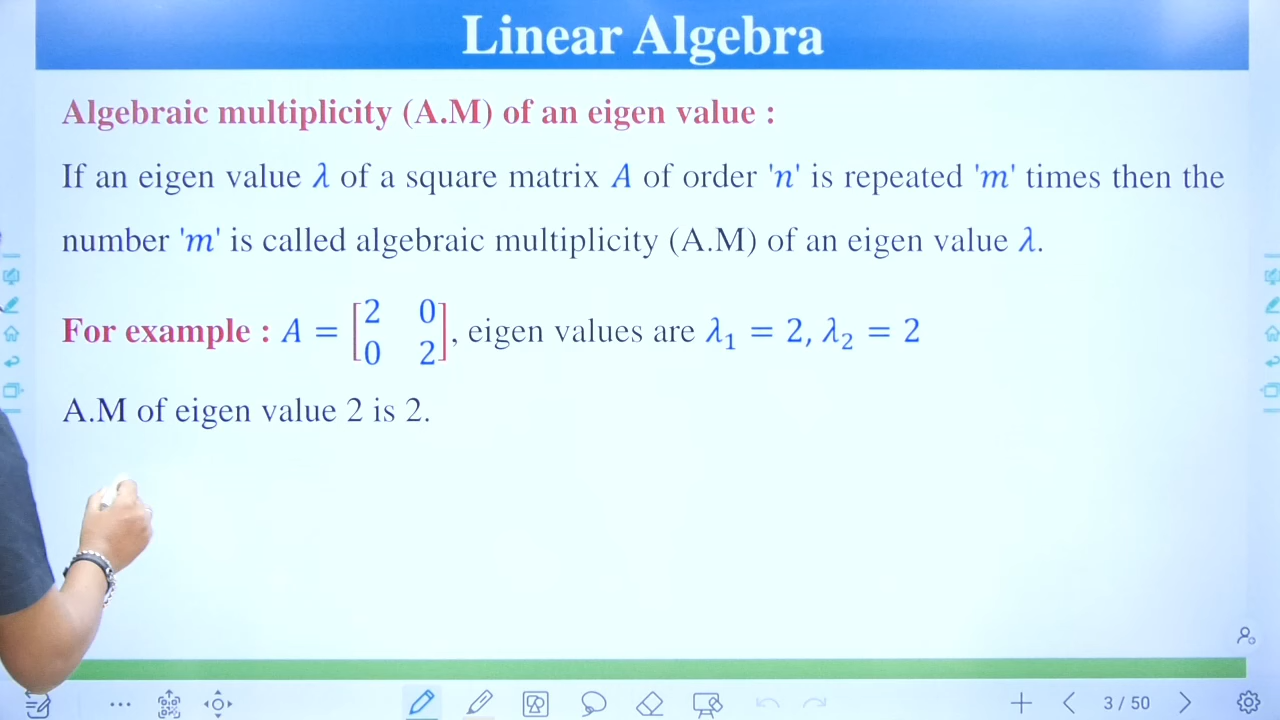 Linear Algebra
Algebraic multiplicity (A.M) of an eigen value :
If an eigen value λ of a square matrix A of order 'n' is repeated 'm' times then the
number 'm' is called algebraic multiplicity (A.M) of an eigen value λ.
For example : A = [2 0
0 2], eigen values are λ₁ = 2, λ₂ = 2
A.M of eigen value 2 is 2.
3 / 50